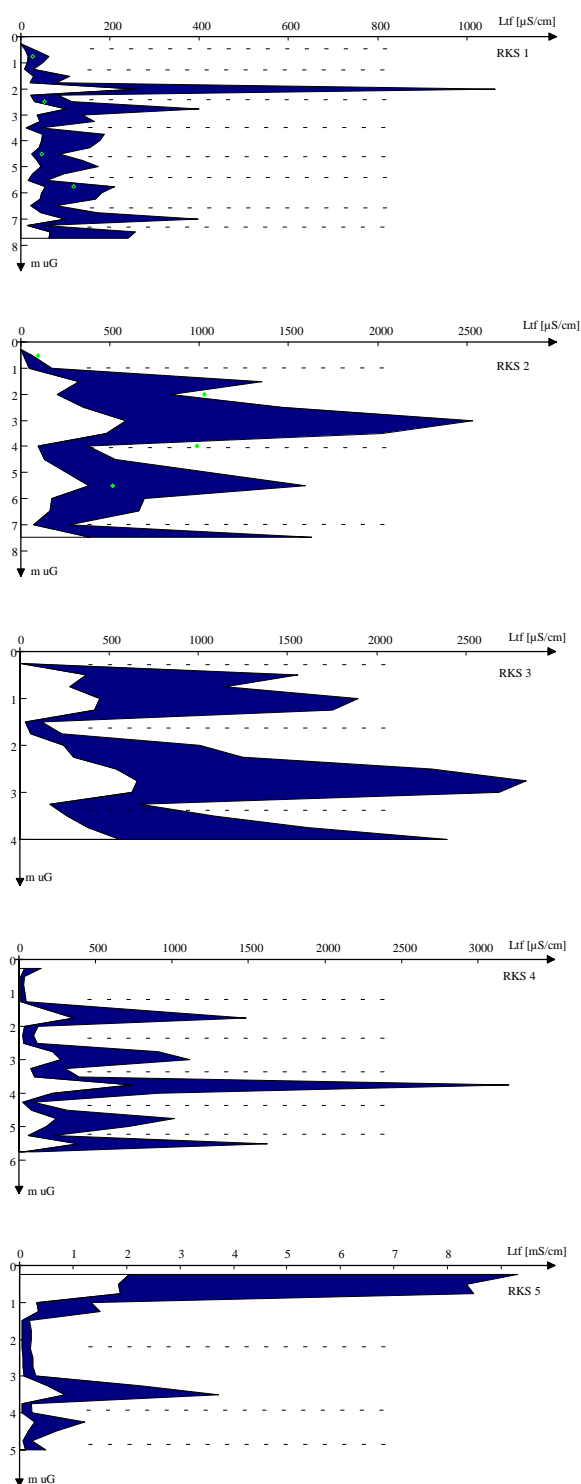 Ltf [µS/cm]
0 200 400 600 800 1000
RKS 1
0
1
2
3
4
5
6
7
8
m uG
Ltf [µS/cm]
0 500 1000 1500 2000 2500
RKS 2
0
1
2
3
4
5
6
7
8
m uG
Ltf [µS/cm]
0 500 1000 1500 2000 2500
RKS 3
0
1
2
3
4
m uG
Ltf [µS/cm]
0 500 1000 1500 2000 2500 3000
RKS 4
0
1
2
3
4
5
6
m uG
Ltf [mS/cm]
0 1 2 3 4 5 6 7 8
RKS 5
0
1
2
3
4
5
m uG